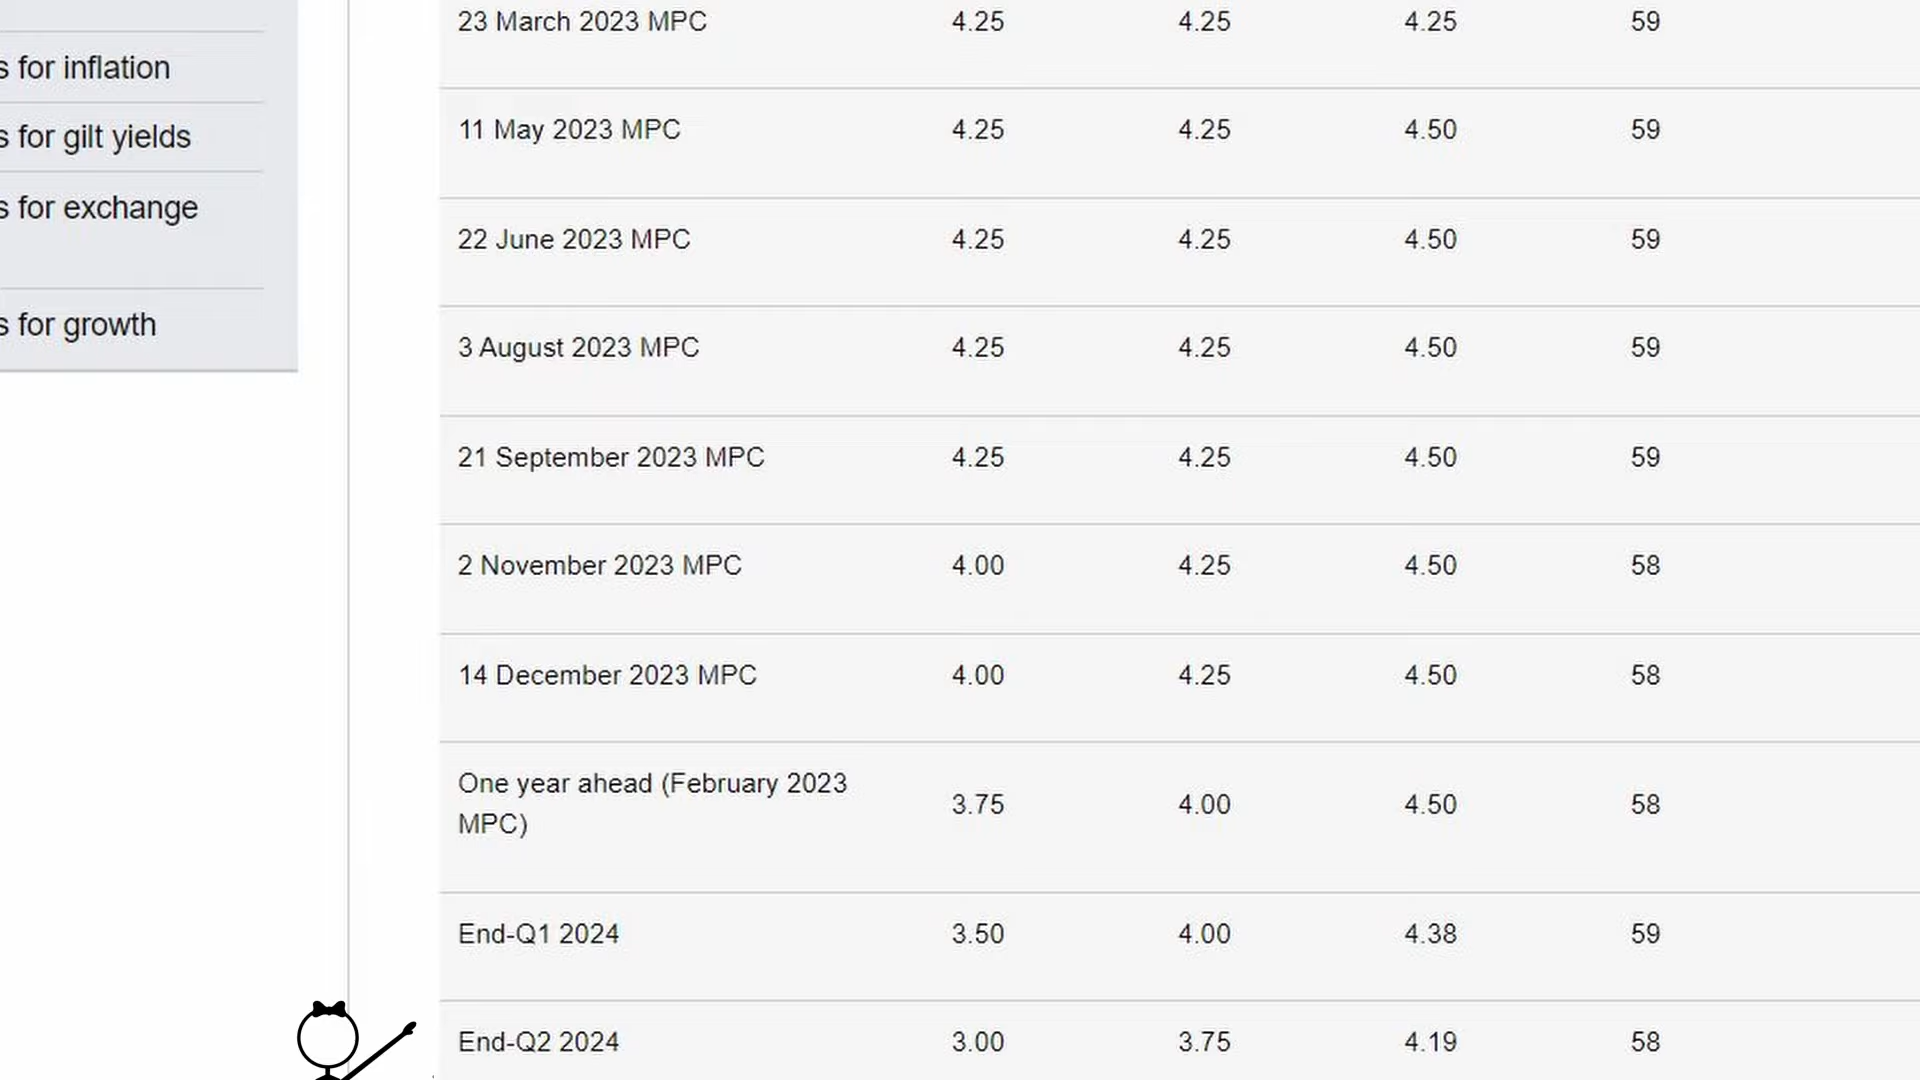 s for inflation
s for gilt yields
s for exchange
s for growth
23 March 2023 MPC 4.25 4.25 4.25 59
11 May 2023 MPC 4.25 4.25 4.50 59
22 June 2023 MPC 4.25 4.25 4.50 59
3 August 2023 MPC 4.25 4.25 4.50 59
21 September 2023 MPC 4.25 4.25 4.50 59
2 November 2023 MPC 4.00 4.25 4.50 58
14 December 2023 MPC 4.00 4.25 4.50 58
One year ahead (February 2023
MPC) 3.75 4.00 4.50 58
End-Q1 2024 3.50 4.00 4.38 59
End-Q2 2024 3.00 3.75 4.19 58